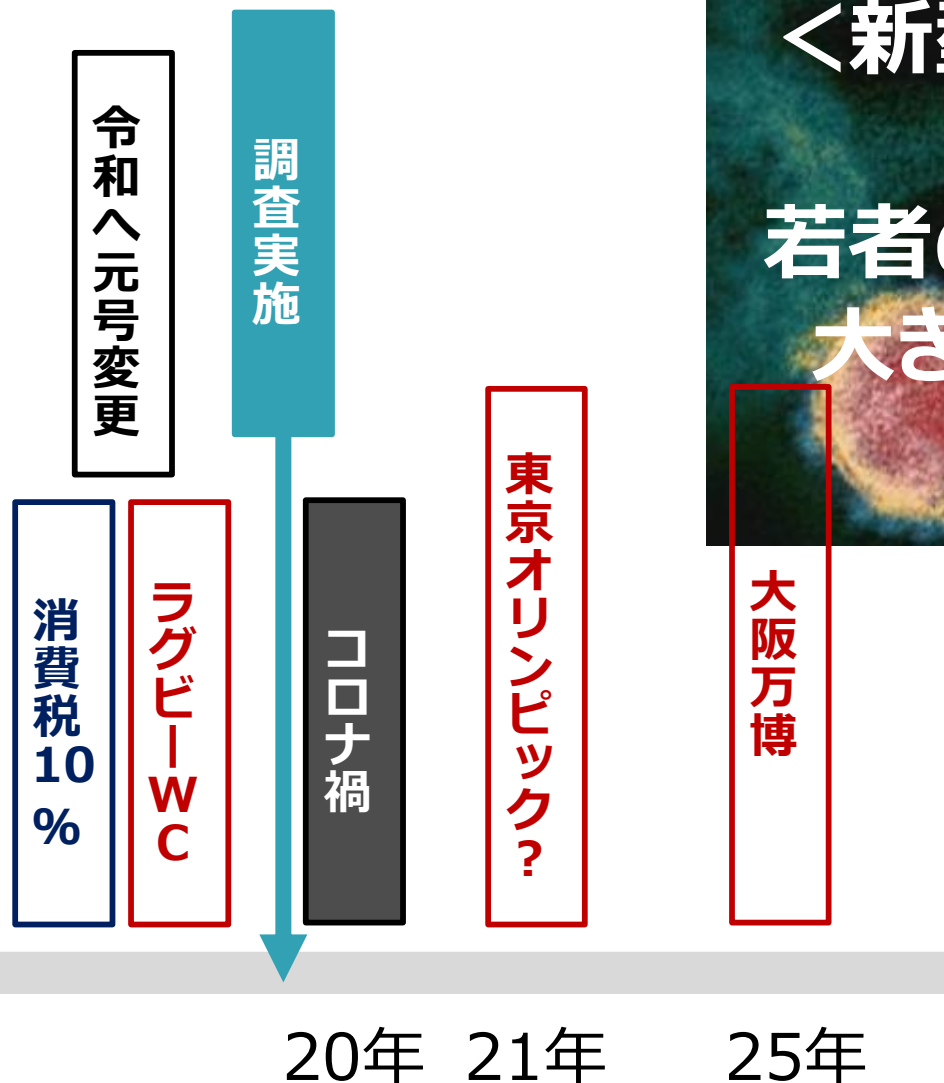 令和へ元号変更
調査実施
消費税10%
ラグビーWC
コロナ禍
東京オリンピック?
大阪万博
<新
若者
大き
20年 21年 25年